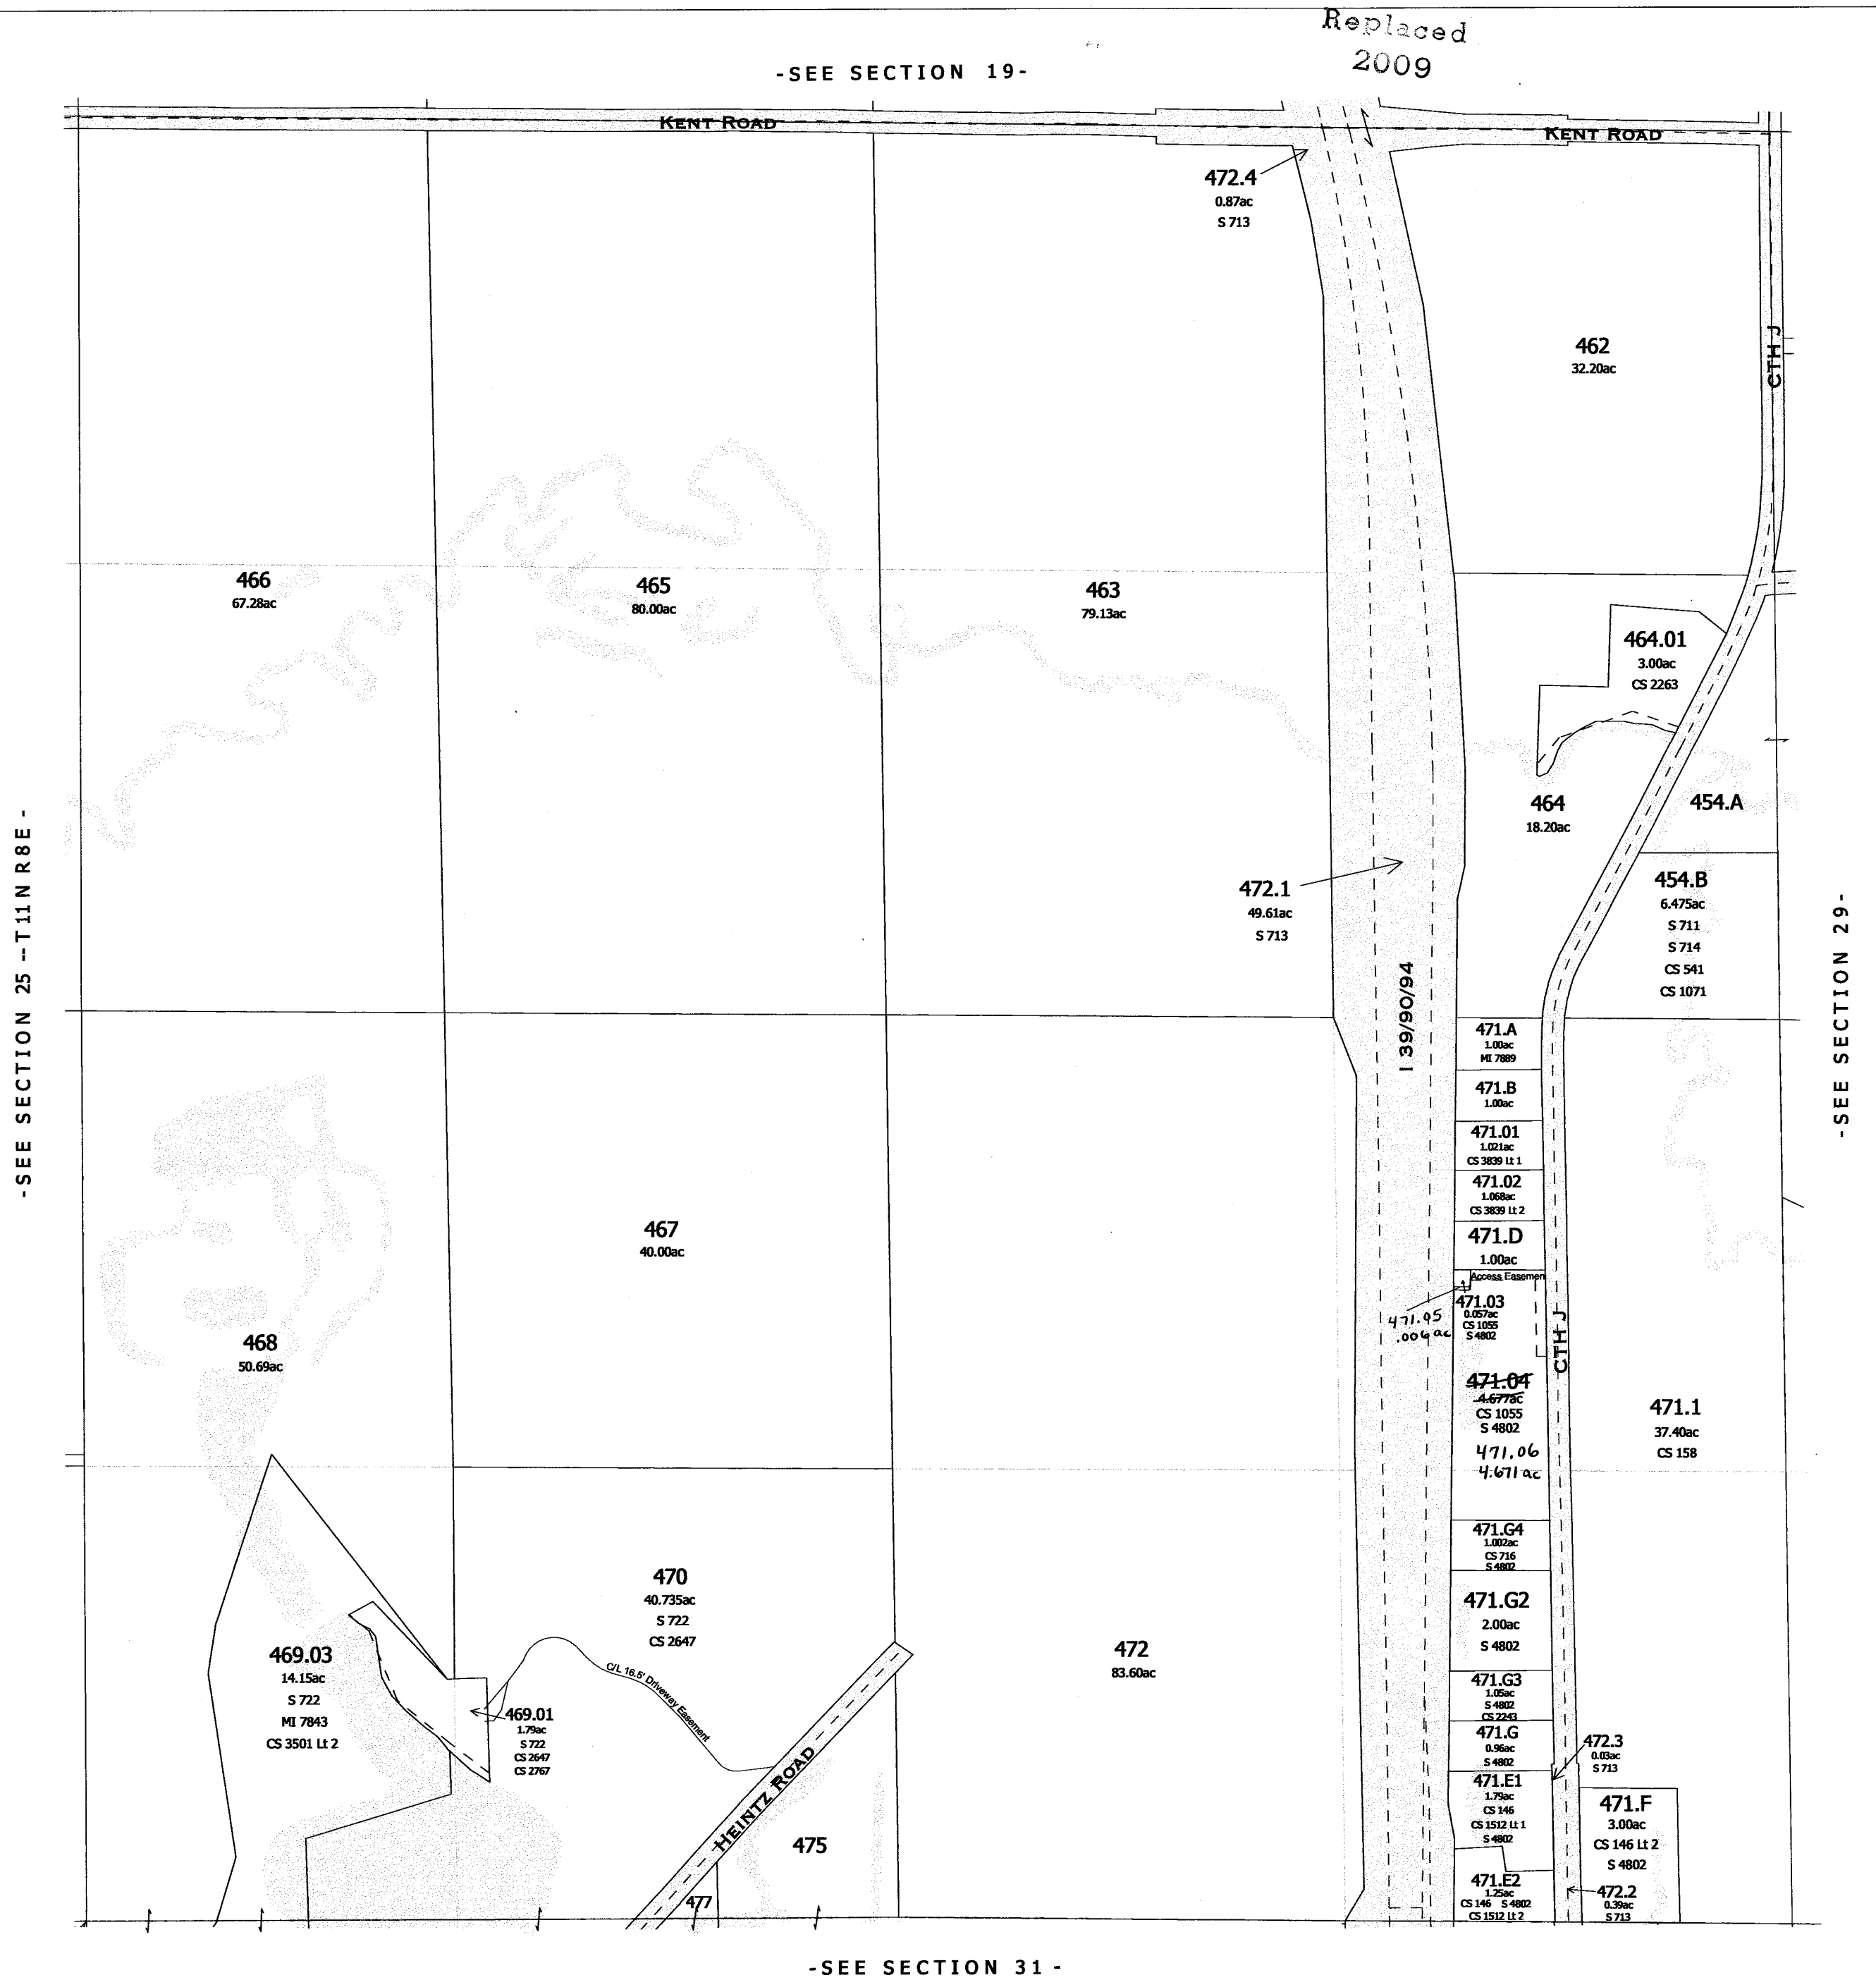 Replaced
2009
-SEE SECTION 19-
KENT ROAD
KENT ROAD
472.4
0.87ac
S 713
462
32.20ac
CTH J
466
67.28ac
465
80.00ac
463
79.13ac
464.01
3.00ac
CS 2263
464
18.20ac
454.A
-SEE SECTION 25 --T11N R8E -
472.1
49.61ac
S 713
454.B
6.475ac
S 711
S 714
CS 541
CS 1071
-SEE SECTION 29-
I 39/90/94
471.A
1.00ac
MI 7889
471.B
1.00ac
471.01
1.021ac
CS 3839 Lt 1
471.02
1.068ac
CS 3839 Lt 2
471.D
1.00ac
467
40.00ac
Access Easemen
471.03
0.057ac
CS 1055
S 4802
471.05
.006 ac
468
50.69ac
CTH J
471.04
4.677ac
CS 1055
S 4802
471.06
4.671 ac
471.1
37.40ac
CS 158
471.G4
1.002ac
CS 716
S 4802
470
40.735ac
S 722
CS 2647
471.G2
2.00ac
S 4802
472
83.60ac
469.03
14.15ac
S 722
MI 7843
CS 3501 Lt 2
C/L 16.5' Driveway Easement
471.G3
1.05ac
S 4802
CS 2243
469.01
1.79ac
S 722
CS 2647
CS 2767
471.G
0.96ac
S 4802
472.3
0.03ac
S 713
HEINTZ ROAD
471.E1
1.79ac
CS 146
CS 1512 Lt 1
S 4802
471.F
3.00ac
CS 146 Lt 2
S 4802
475
477
471.E2
1.25ac
CS 146 S 4802
CS 1512 Lt 2
472.2
0.39ac
S 713
-SEE SECTION 31 -